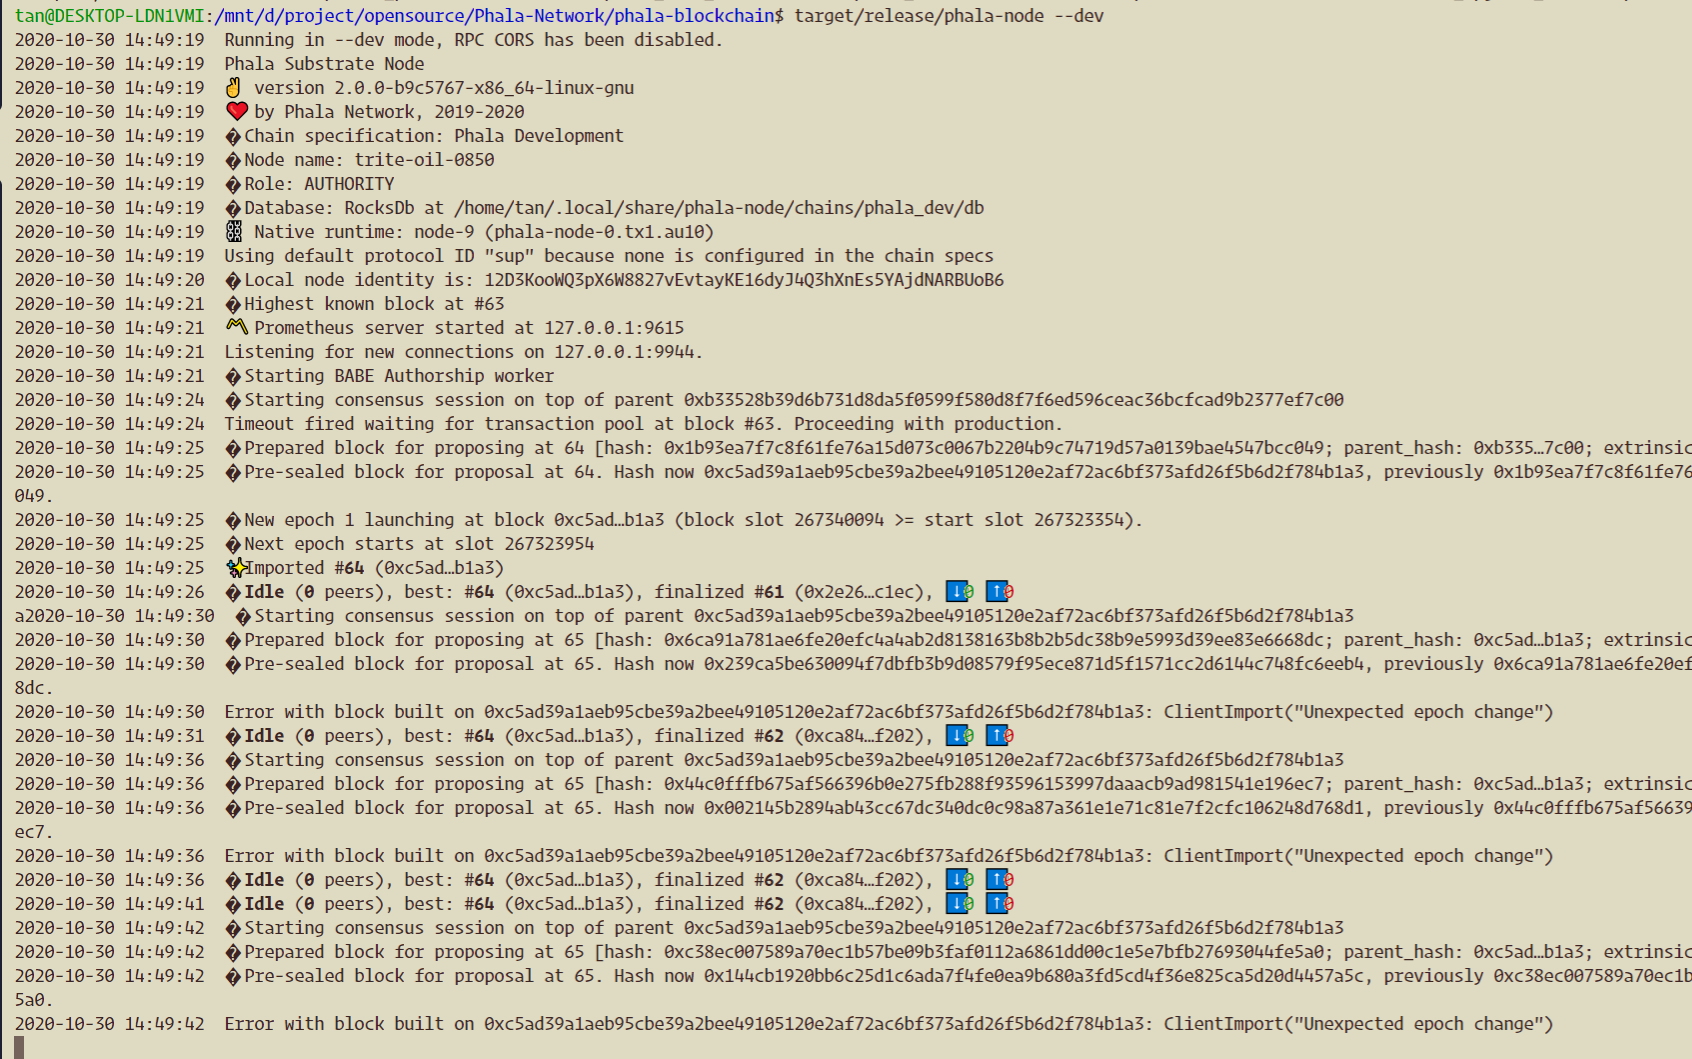 tan@DESKTOP-LDN1VMI:/mnt/d/project/opensource/Phala-Network/phala-blockchain$ target/release/phala-node --dev
2020-10-30 14:49:19 Running in --dev mode, RPC CORS has been disabled.
2020-10-30 14:49:19 Phala Substrate Node
2020-10-30 14:49:19 ✌️ version 2.0.0-b9c5767-x86_64-linux-gnu
2020-10-30 14:49:19 ❤️ by Phala Network, 2019-2020
2020-10-30 14:49:19 �Chain specification: Phala Development
2020-10-30 14:49:19 �Node name: trite-oil-0850
2020-10-30 14:49:19 �Role: AUTHORITY
2020-10-30 14:49:19 �Database: RocksDb at /home/tan/.local/share/phala-node/chains/phala_dev/db
2020-10-30 14:49:19 ⛓ Native runtime: node-9 (phala-node-0.tx1.au10)
2020-10-30 14:49:19 Using default protocol ID "sup" because none is configured in the chain specs
2020-10-30 14:49:20 �Local node identity is: 12D3KooWQ3pX6W8827vEvtayKE16dyJ4Q3hXnEs5YAjdNARBUoB6
2020-10-30 14:49:21 �Highest known block at #63
2020-10-30 14:49:21 〽️ Prometheus server started at 127.0.0.1:9615
2020-10-30 14:49:21 Listening for new connections on 127.0.0.1:9944.
2020-10-30 14:49:21 �Starting BABE Authorship worker
2020-10-30 14:49:24 �Starting consensus session on top of parent 0xb33528b39d6b731d8da5f0599f580d8f7f6ed596ceac36bcfcad9b2377ef7c00
2020-10-30 14:49:24 Timeout fired waiting for transaction pool at block #63. Proceeding with production.
2020-10-30 14:49:25 �Prepared block for proposing at 64 [hash: 0x1b93ea7f7c8f61fe76a15d073c0067b2204b9c74719d57a0139bae4547bcc049; parent_hash: 0xb335…7c00; extrinsic
2020-10-30 14:49:25 �Pre-sealed block for proposal at 64. Hash now 0xc5ad39a1aeb95cbe39a2bee49105120e2af72ac6bf373afd26f5b6d2f784b1a3, previously 0x1b93ea7f7c8f61fe76
049.
2020-10-30 14:49:25 �New epoch 1 launching at block 0xc5ad…b1a3 (block slot 267340094 >= start slot 267323354).
2020-10-30 14:49:25 �Next epoch starts at slot 267323954
2020-10-30 14:49:25 ✨Imported #64 (0xc5ad…b1a3)
2020-10-30 14:49:26 �Idle (0 peers), best: #64 (0xc5ad…b1a3), finalized #61 (0x2e26…c1ec), ⬇0 ⬆0
a2020-10-30 14:49:30 �Starting consensus session on top of parent 0xc5ad39a1aeb95cbe39a2bee49105120e2af72ac6bf373afd26f5b6d2f784b1a3
2020-10-30 14:49:30 �Prepared block for proposing at 65 [hash: 0x6ca91a781ae6fe20efc4a4ab2d8138163b8b2b5dc38b9e5993d39ee83e6668dc; parent_hash: 0xc5ad…b1a3; extrinsic
2020-10-30 14:49:30 �Pre-sealed block for proposal at 65. Hash now 0x239ca5be630094f7dbfb3b9d08579f95ece871d5f1571cc2d6144c748fc6eeb4, previously 0x6ca91a781ae6fe20ef
8dc.
2020-10-30 14:49:30 Error with block built on 0xc5ad39a1aeb95cbe39a2bee49105120e2af72ac6bf373afd26f5b6d2f784b1a3: ClientImport("Unexpected epoch change")
2020-10-30 14:49:31 �Idle (0 peers), best: #64 (0xc5ad…b1a3), finalized #62 (0xca84…f202), ⬇0 ⬆0
2020-10-30 14:49:36 �Starting consensus session on top of parent 0xc5ad39a1aeb95cbe39a2bee49105120e2af72ac6bf373afd26f5b6d2f784b1a3
2020-10-30 14:49:36 �Prepared block for proposing at 65 [hash: 0x44c0fffb675af566396b0e275fb288f93596153997daaacb9ad981541e196ec7; parent_hash: 0xc5ad…b1a3; extrinsic
2020-10-30 14:49:36 �Pre-sealed block for proposal at 65. Hash now 0x002145b2894ab43cc67dc340dc0c98a87a361e1e71c81e7f2cfc106248d768d1, previously 0x44c0fffb675af56639
ec7.
2020-10-30 14:49:36 Error with block built on 0xc5ad39a1aeb95cbe39a2bee49105120e2af72ac6bf373afd26f5b6d2f784b1a3: ClientImport("Unexpected epoch change")
2020-10-30 14:49:36 �Idle (0 peers), best: #64 (0xc5ad…b1a3), finalized #62 (0xca84…f202), ⬇0 ⬆0
2020-10-30 14:49:41 �Idle (0 peers), best: #64 (0xc5ad…b1a3), finalized #62 (0xca84…f202), ⬇0 ⬆0
2020-10-30 14:49:42 �Starting consensus session on top of parent 0xc5ad39a1aeb95cbe39a2bee49105120e2af72ac6bf373afd26f5b6d2f784b1a3
2020-10-30 14:49:42 �Prepared block for proposing at 65 [hash: 0xc38ec007589a70ec1b57be09b3faf0112a6861dd00c1e5e7bfb27693044fe5a0; parent_hash: 0xc5ad…b1a3; extrinsic
2020-10-30 14:49:42 �Pre-sealed block for proposal at 65. Hash now 0x144cb1920bb6c25d1c6ada7f4fe0ea9b680a3fd5cd4f36e825ca5d20d4457a5c, previously 0xc38ec007589a70ec1b
5a0.
2020-10-30 14:49:42 Error with block built on 0xc5ad39a1aeb95cbe39a2bee49105120e2af72ac6bf373afd26f5b6d2f784b1a3: ClientImport("Unexpected epoch change")